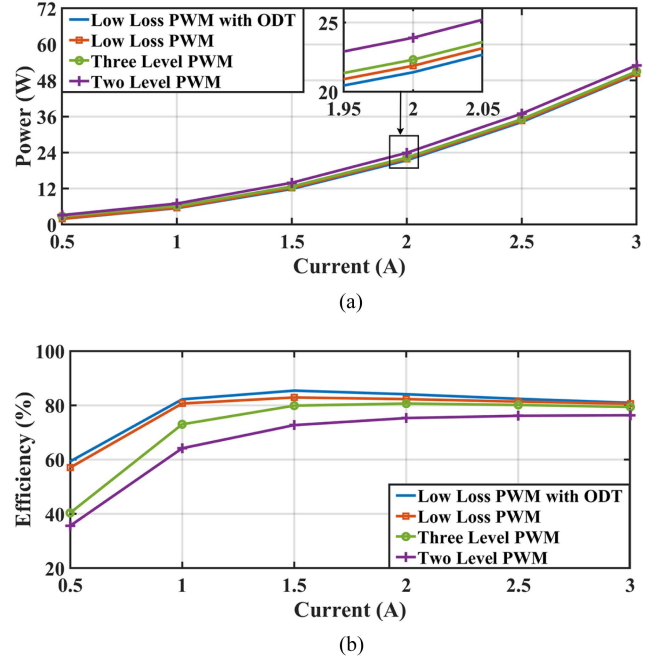 72
60
48
36
24
12
0
Power (W)
Low Loss PWM with ODT
Low Loss PWM
Three Level PWM
Two Level PWM
25
20
1.95 2 2.05
0.5 1 1.5 2 2.5 3
Current (A)
(a)
100
80
60
40
20
Efficiency (%)
Low Loss PWM with ODT
Low Loss PWM
Three Level PWM
Two Level PWM
0.5 1 1.5 2 2.5 3
Current (A)
(b)